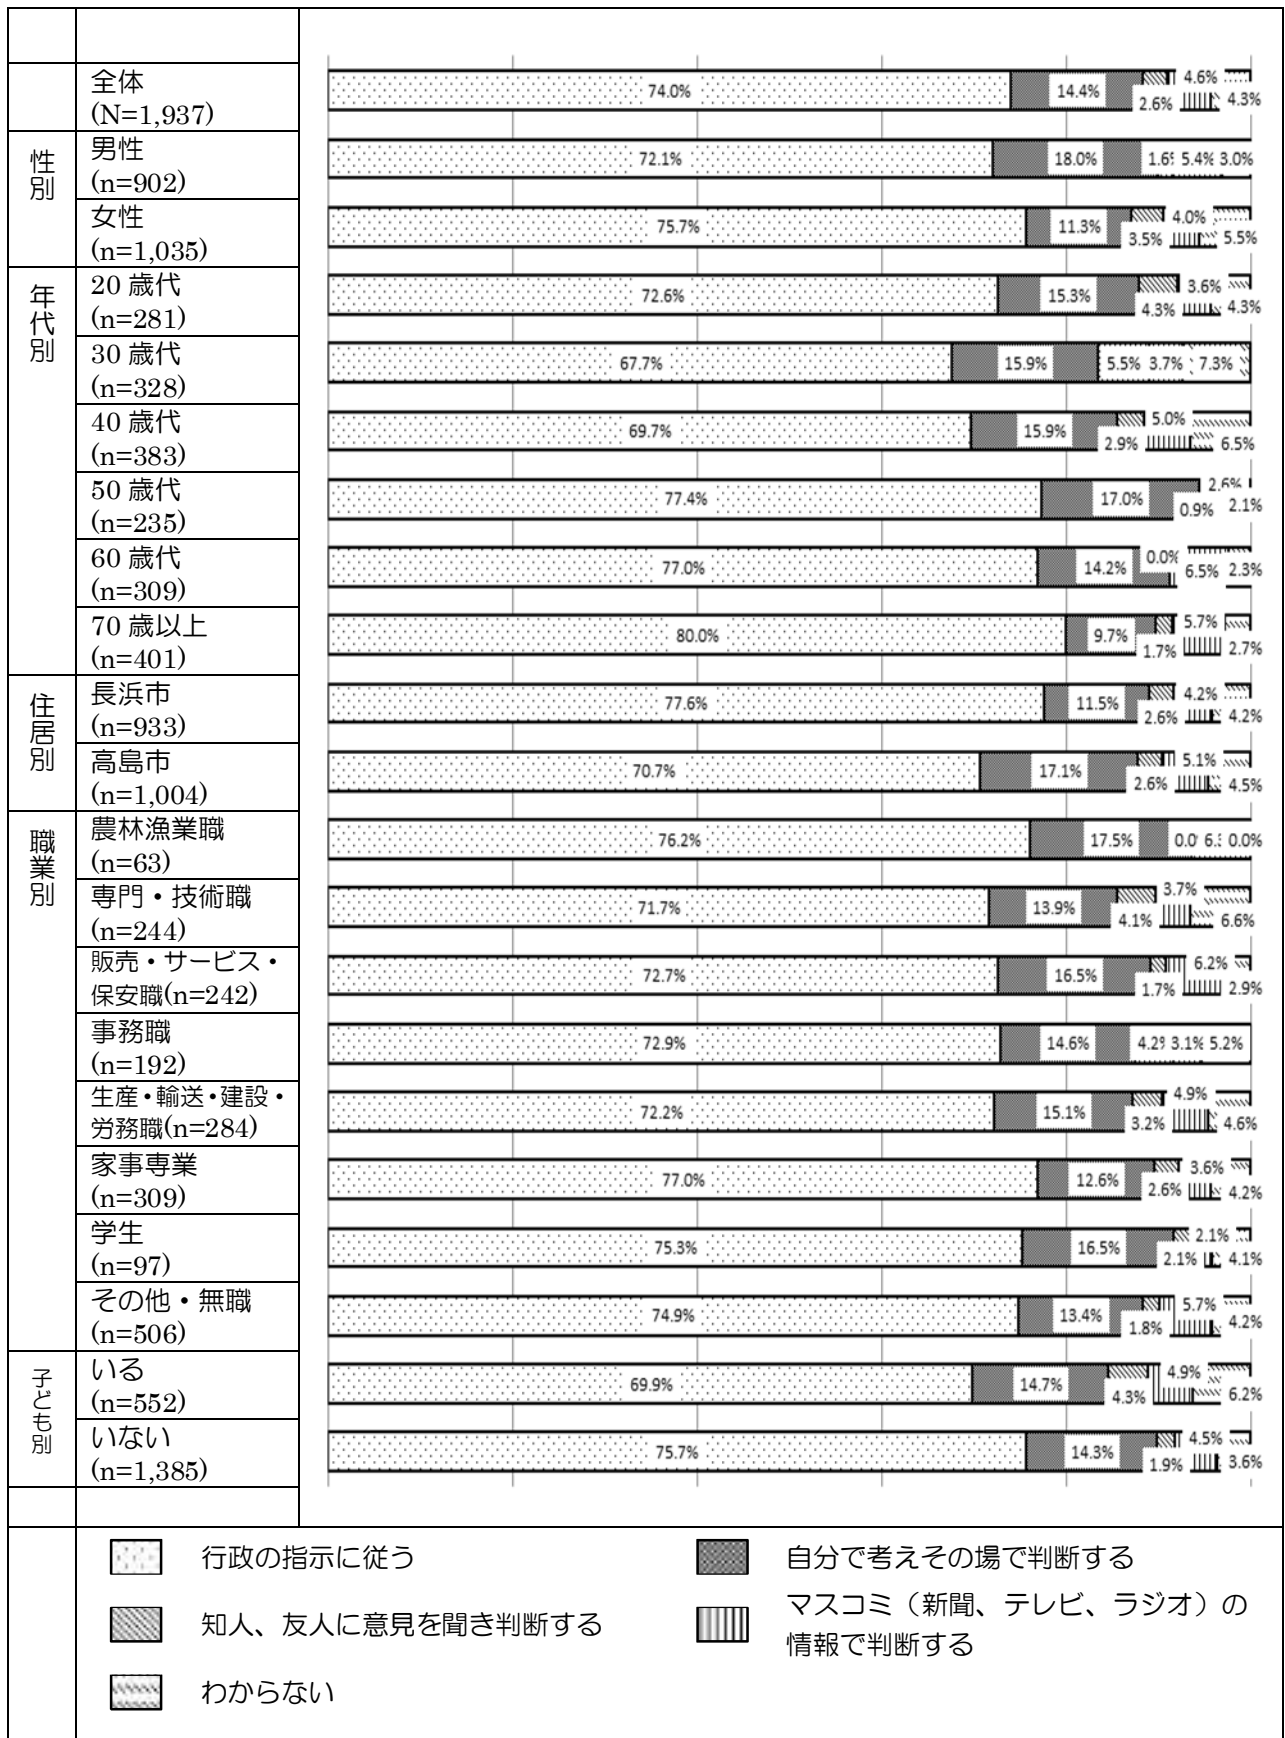 全体
(N=1,937)
74.0% 14.4% 2.6% 4.6% 4.3%
性別
男性
(n=902)
72.1% 18.0% 1.6% 5.4% 3.0%
女性
(n=1,035)
75.7% 11.3% 3.5% 4.0% 5.5%
年代別
20 歳代
(n=281)
72.6% 15.3% 4.3% 3.6% 4.3%
30 歳代
(n=328)
67.7% 15.9% 5.5% 3.7% 7.3%
40 歳代
(n=383)
69.7% 15.9% 2.9% 5.0% 6.5%
50 歳代
(n=235)
77.4% 17.0% 0.9% 2.6% 2.1%
60 歳代
(n=309)
77.0% 14.2% 0.0% 6.5% 2.3%
70 歳以上
(n=401)
80.0% 9.7% 1.7% 5.7% 2.7%
住居別
長浜市
(n=933)
77.6% 11.5% 2.6% 4.2% 4.2%
高島市
(n=1,004)
70.7% 17.1% 2.6% 5.1% 4.5%
職業別
農林漁業職
(n=63)
76.2% 17.5% 0.0 0.0%
専門・技術職
(n=244)
71.7% 13.9% 4.1% 3.7% 6.6%
販売・サービス・
保安職(n=242)
72.7% 16.5% 1.7% 6.2% 2.9%
事務職
(n=192)
72.9% 14.6% 4.2% 3.1% 5.2%
生産・輸送・建設・
労務職(n=284)
72.2% 15.1% 3.2% 4.9% 4.6%
家事専業
(n=309)
77.0% 12.6% 2.6% 3.6% 4.2%
学生
(n=97)
75.3% 16.5% 2.1% 2.1% 4.1%
その他・無職
(n=506)
74.9% 13.4% 1.8% 5.7% 4.2%
子ども別
いる
(n=552)
69.9% 14.7% 4.3% 4.9% 6.2%
いない
(n=1,385)
75.7% 14.3% 1.9% 4.5% 3.6%
行政の指示に従う
自分で考えその場で判断する
知人、友人に意見を聞き判断する
マスコミ（新聞、テレビ、ラジオ）の
情報で判断する
わからない